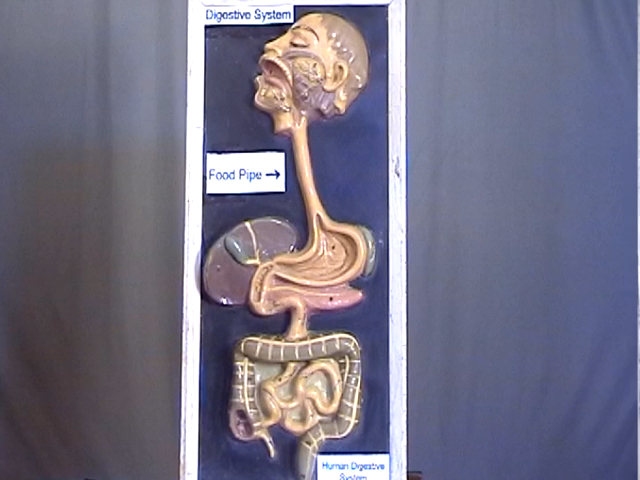 Digestive System
Food Pipe →
Human Digestive
System